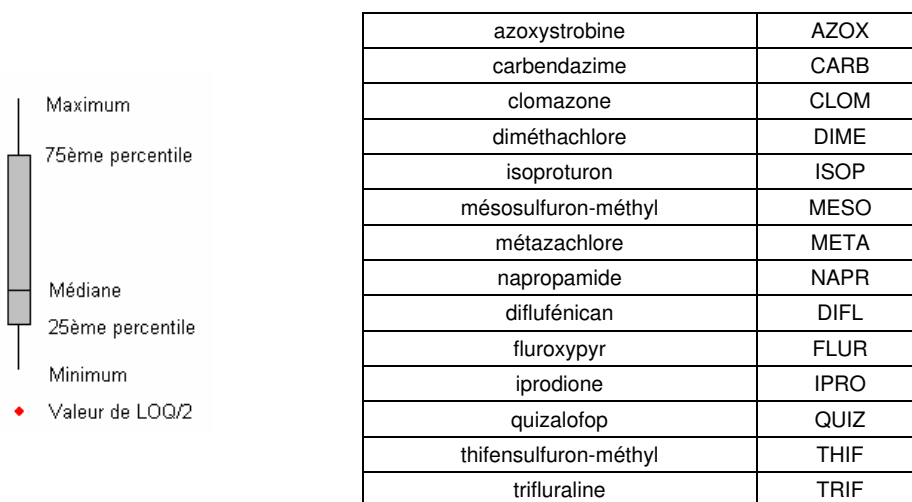 Maximum
75ème percentile
Médiane
25ème percentile
Minimum
Valeur de LOQ/2
azoxystrobine AZOX
carbendazime CARB
clomazone CLOM
diméthachlore DIME
isoproturon ISOP
mésosulfuron-méthyl MESO
métazachlore META
napropamide NAPR
diflufénican DIFL
fluroxypyr FLUR
iprodione IPRO
quizalofop QUIZ
thifensulfuron-méthyl THIF
trifluraline TRIF